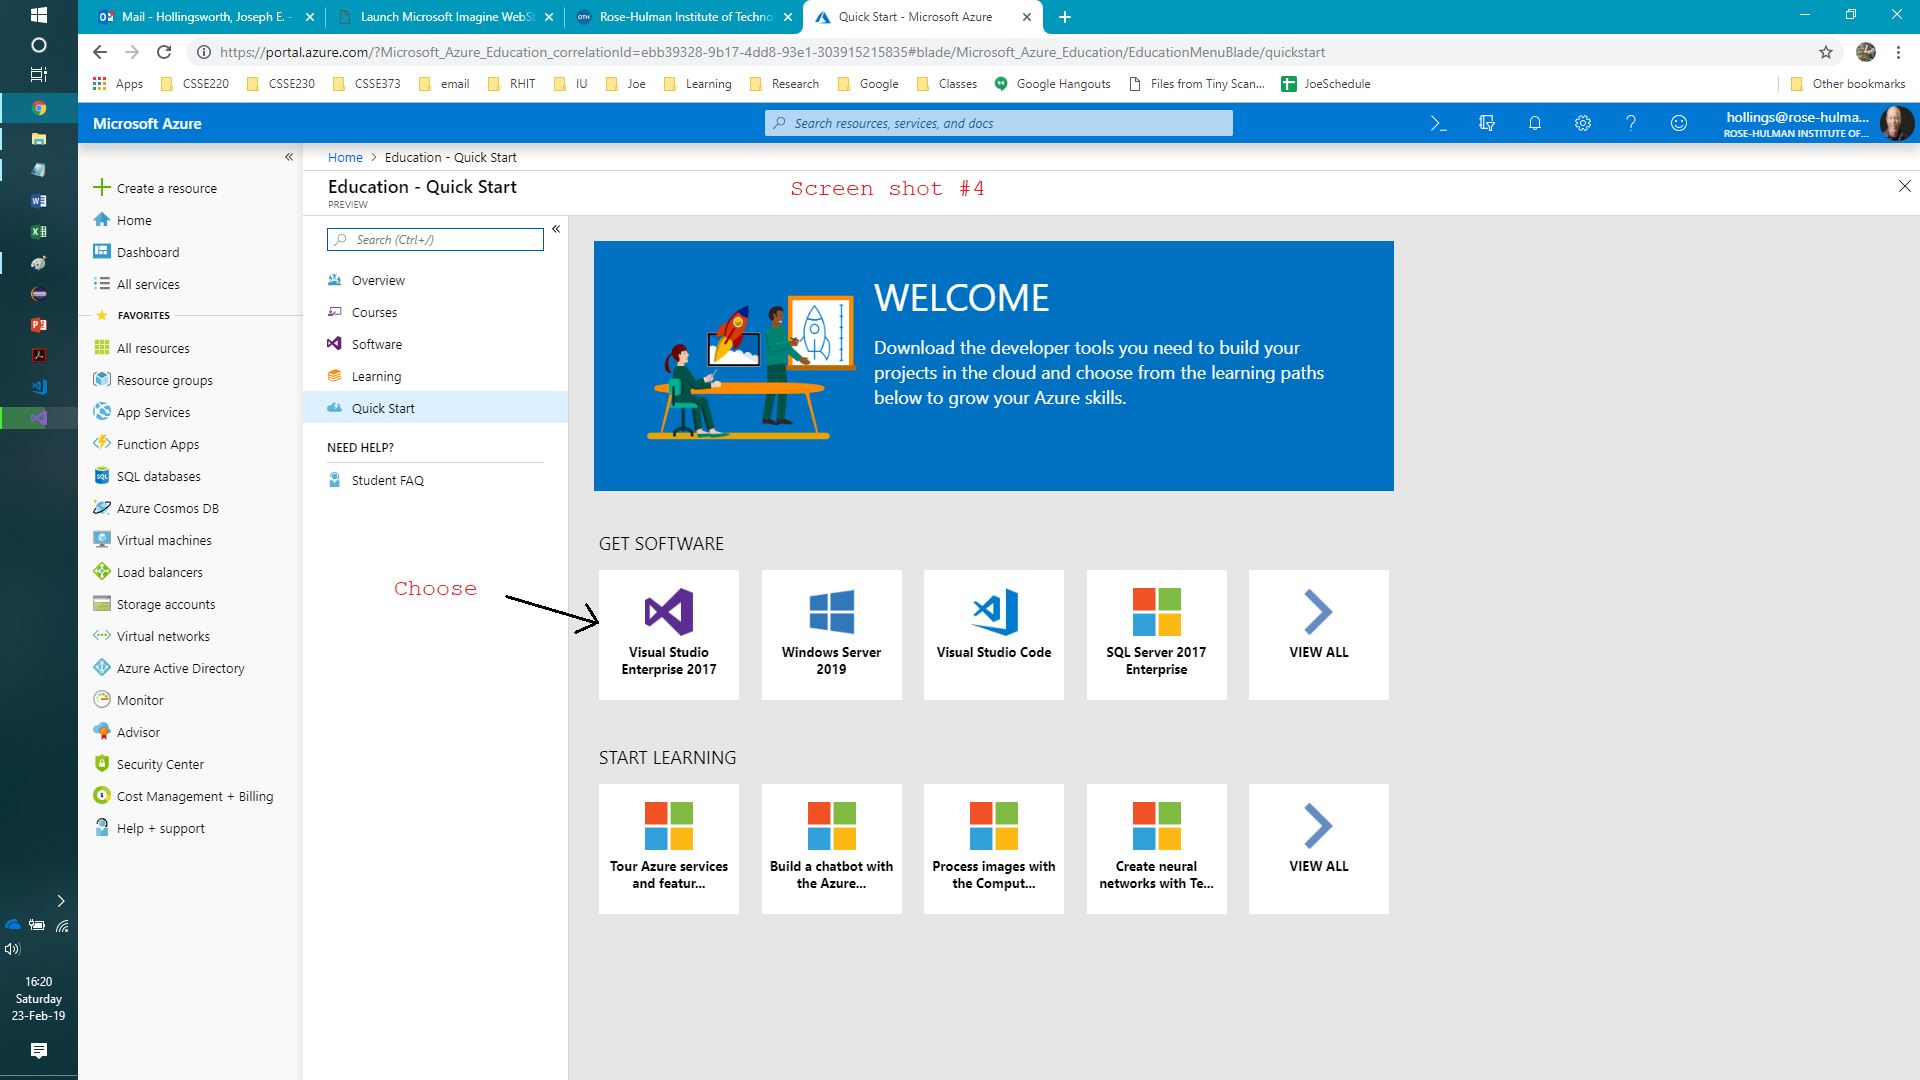 Mail - Hollingsworth, Joseph E. -
Launch Microsoft Imagine WebSt
Rose-Hulman Institute of Techno
Quick Start - Microsoft Azure
https://portal.azure.com/?Microsoft_Azure_Education_correlationId=ebb39328-9b17-4dd8-93e1-303915215835#blade/Microsoft_Azure_Education/EducationMenuBlade/quickstart
Apps
CSSE220
CSSE230
CSSE373
email
RHIT
IU
Joe
Learning
Research
Google
Classes
Google Hangouts
Files from Tiny Scan...
JoeSchedule
Other bookmarks
Microsoft Azure
Search resources, services, and docs
hollings@rose-hulma...
ROSE-HULMAN INSTITUTE OF...
Create a resource
Home
Dashboard
All services
FAVORITES
All resources
Resource groups
App Services
Function Apps
SQL databases
Azure Cosmos DB
Virtual machines
Load balancers
Storage accounts
Virtual networks
Azure Active Directory
Monitor
Advisor
Security Center
Cost Management + Billing
Help + support
Home > Education - Quick Start
Education - Quick Start
PREVIEW
Screen shot #4
Search (Ctrl+/)
Overview
Courses
Software
Learning
Quick Start
NEED HELP?
Student FAQ
Choose
WELCOME
Download the developer tools you need to build your
projects in the cloud and choose from the learning paths
below to grow your Azure skills.
GET SOFTWARE
Visual Studio
Enterprise 2017
Windows Server
2019
Visual Studio Code
SQL Server 2017
Enterprise
VIEW ALL
START LEARNING
Tour Azure services
and featur...
Build a chatbot with
the Azure...
Process images with
the Comput...
Create neural
networks with Te...
VIEW ALL
16:20
Saturday
23-Feb-19